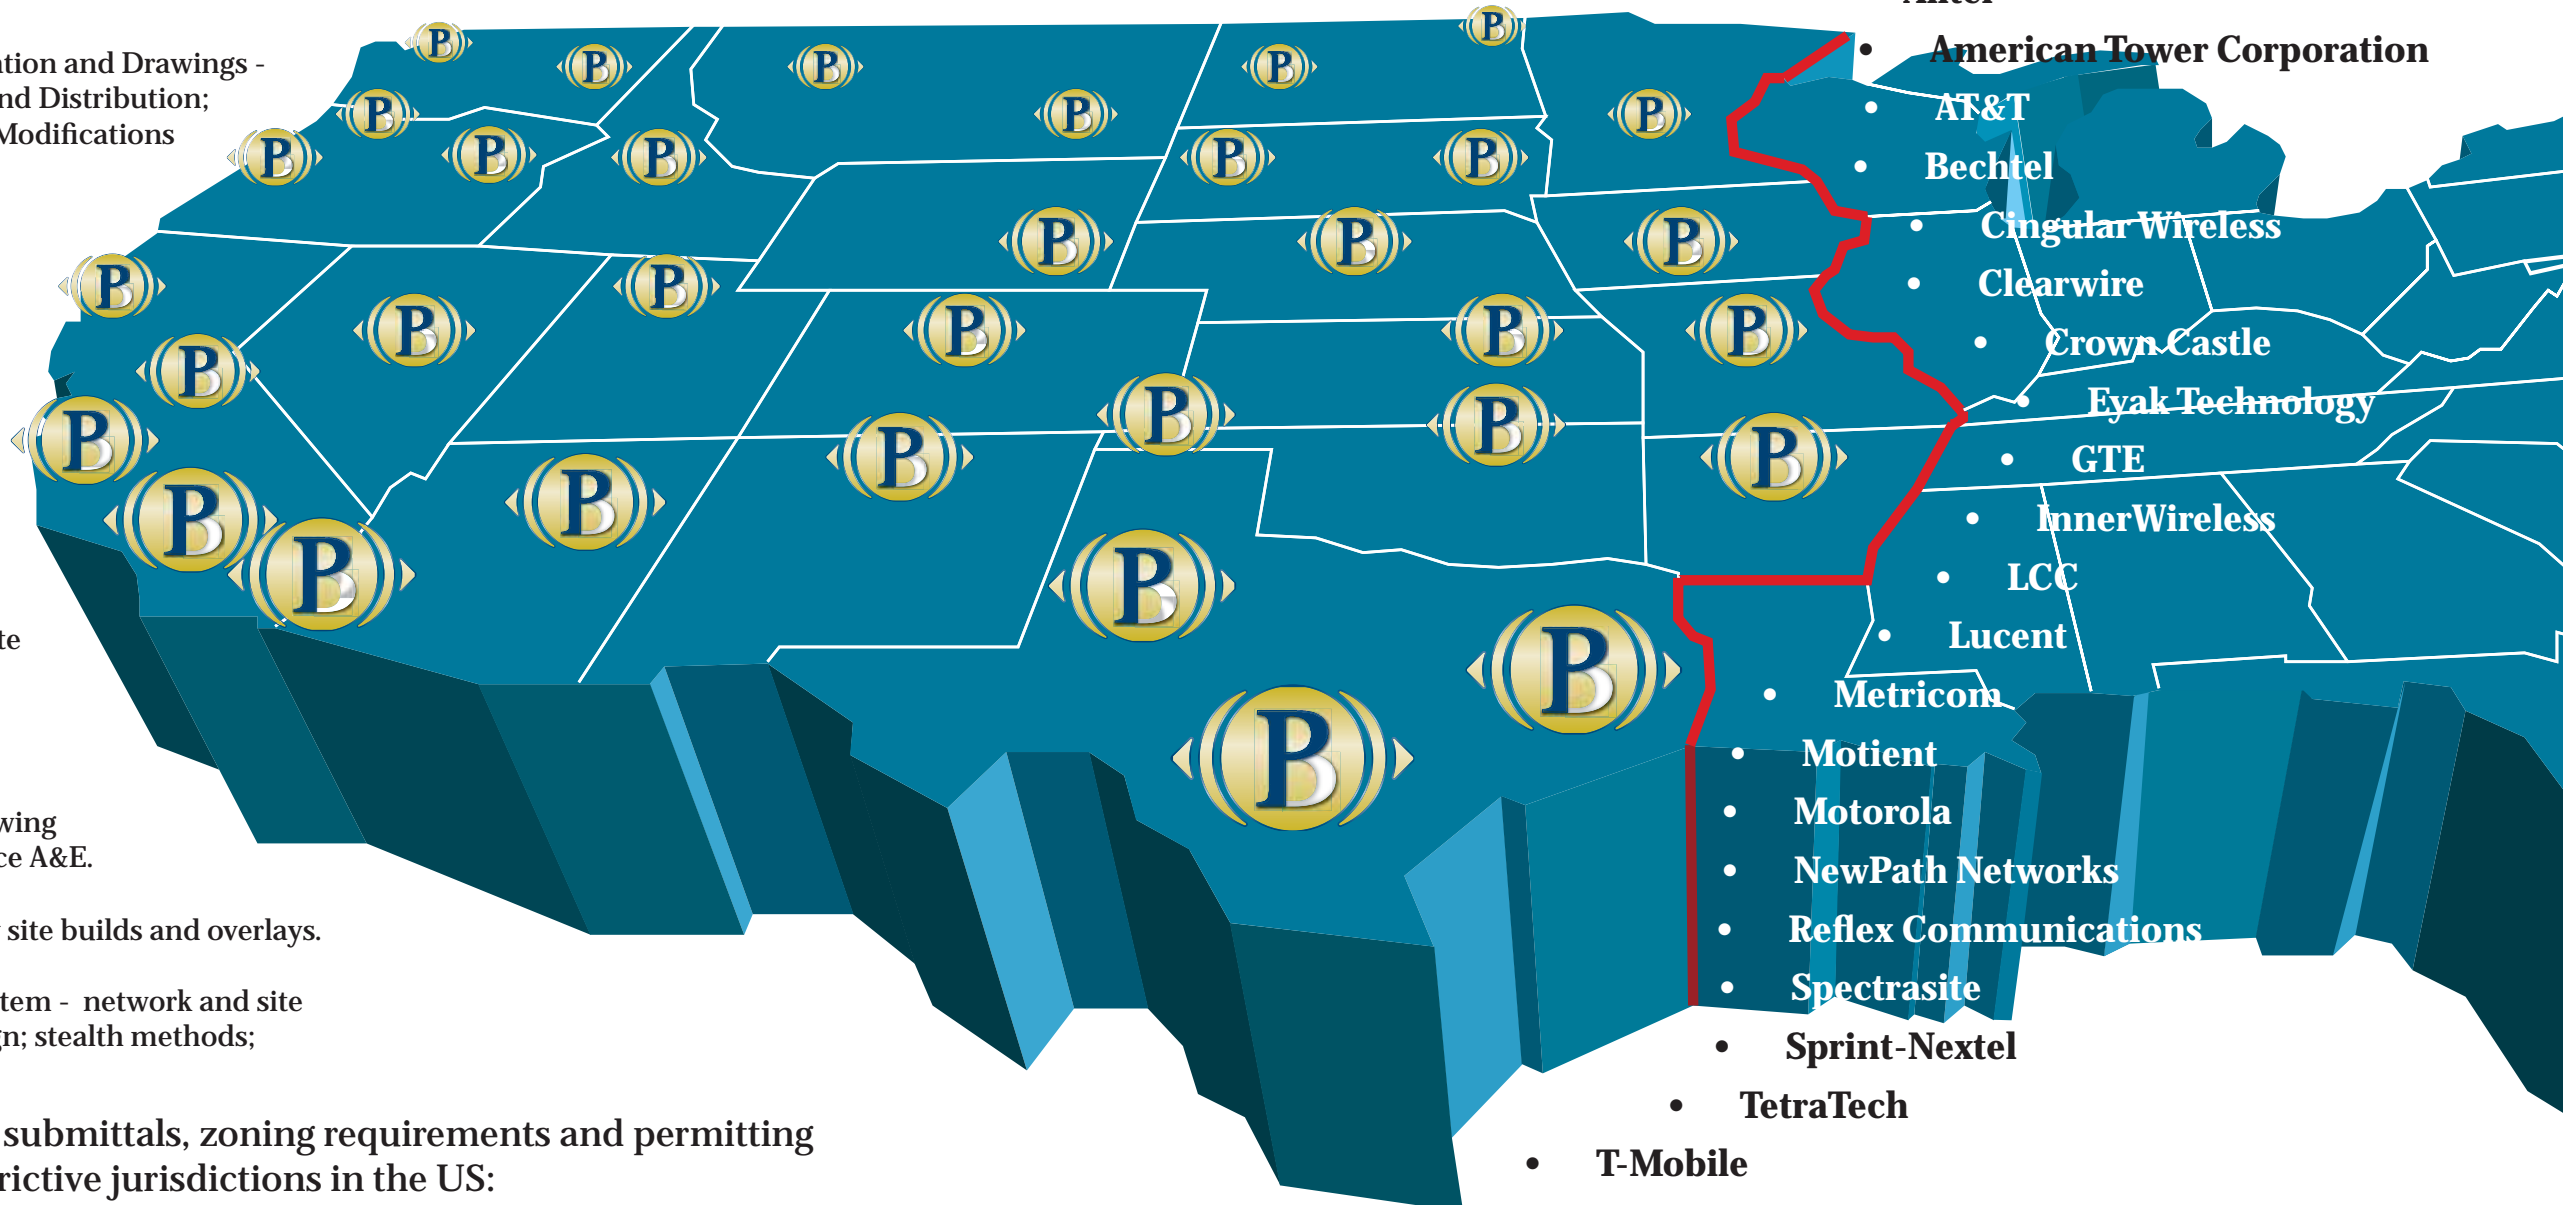 tion and Drawings -
nd Distribution;
Modifications
te
wing
ce A&E.
site builds and overlays.
tem - network and site
gn; stealth methods;
submittals, zoning requirements and permitting
rictive jurisdictions in the US:
• American Tower Corporation
• AT&T
• Bechtel
• Cingular Wireless
• Clearwire
• Crown Castle
• Eyak Technology
• GTE
• InnerWireless
• LCC
• Lucent
• Metricom
• Motient
• Motorola
• NewPath Networks
• Reflex Communications
• Spectrasite
• Sprint-Nextel
• TetraTech
• T-Mobile